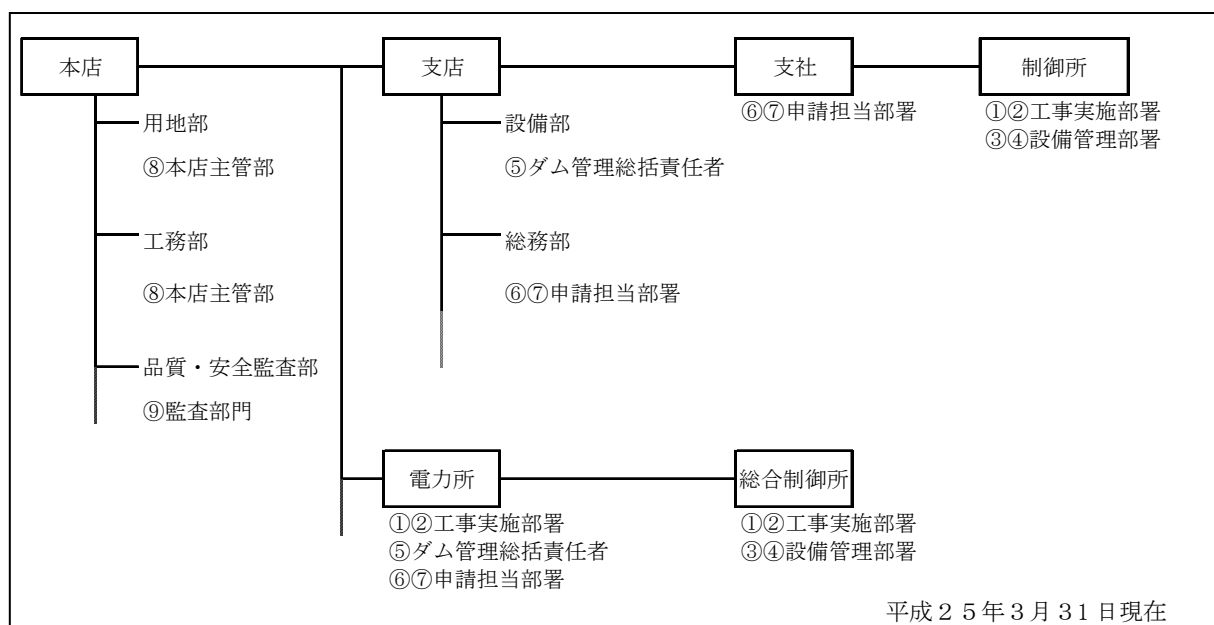 本店
支店
支社
制御所
用地部
⑧本店主管部
工務部
⑧本店主管部
品質・安全監査部
⑨監査部門
設備部
⑤ダム管理総括責任者
総務部
⑥⑦申請担当部署
⑥⑦申請担当部署
①②工事実施部署
③④設備管理部署
電力所
①②工事実施部署
⑤ダム管理総括責任者
⑥⑦申請担当部署
総合制御所
①②工事実施部署
③④設備管理部署
平成２５年３月３１日現在